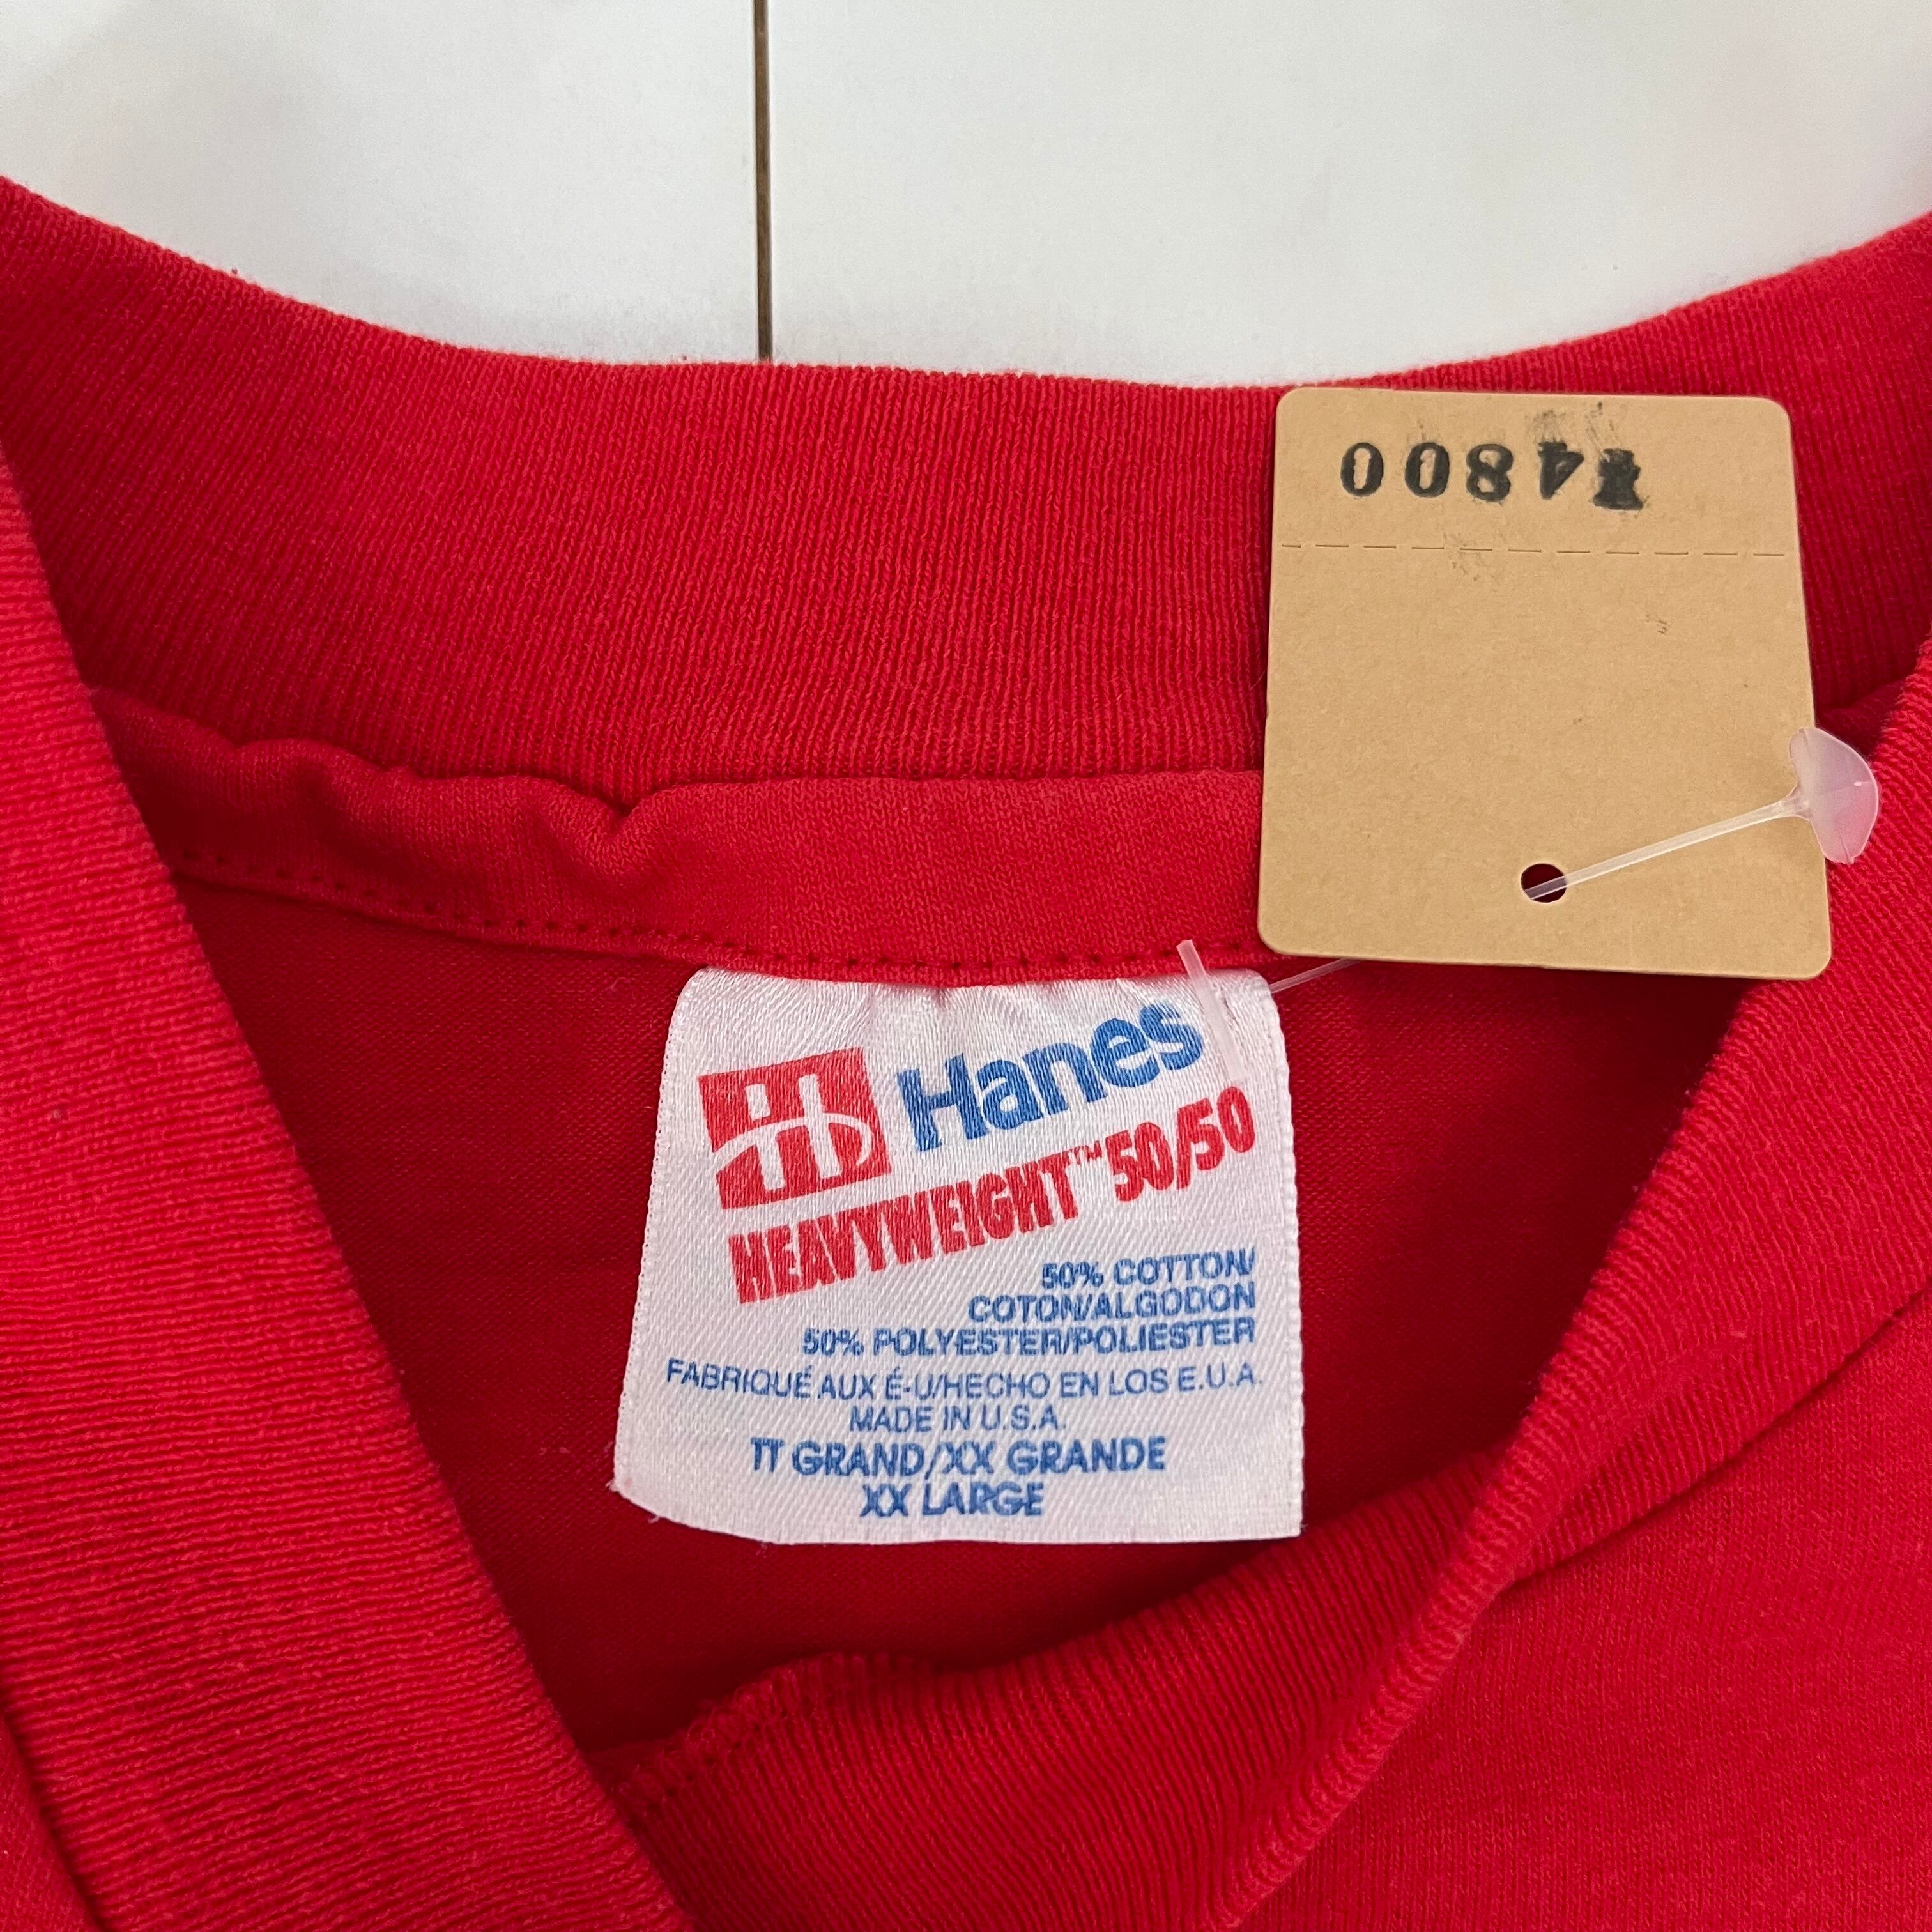 ¥4800
Hanes
HEAVYWEIGHT™ 50/50
50% COTTON/
COTON/ALGODON
50% POLYESTER/POLIESTER
FABRIQUÉ AUX É-U/HECHO EN LOS E.U.A.
MADE IN U.S.A.
TT GRAND/XX GRANDE
XX LARGE